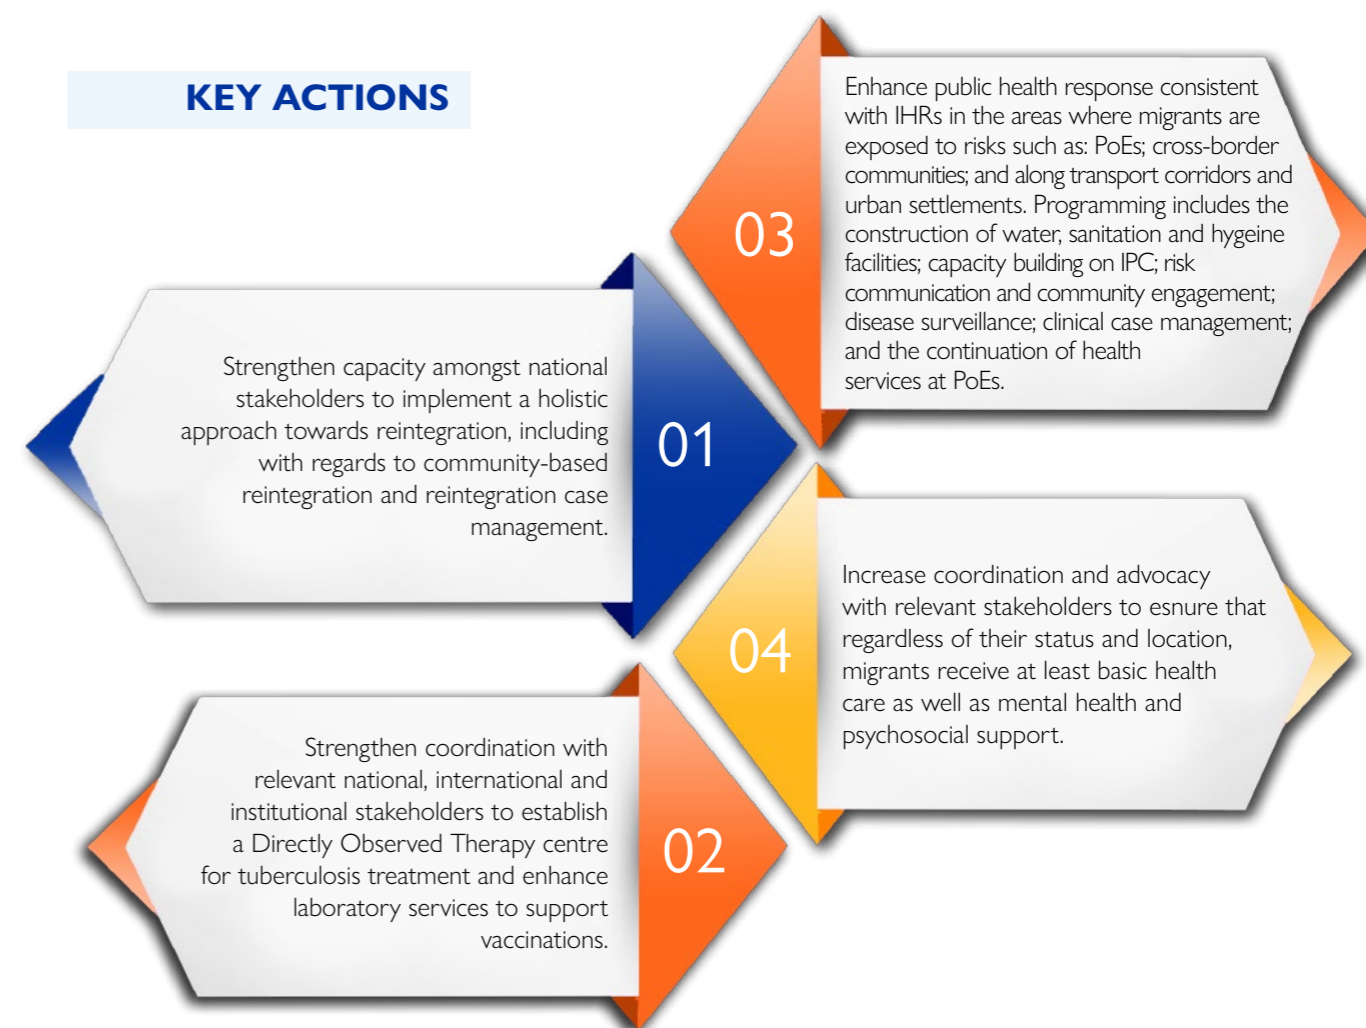 KEY ACTIONS
01
Strengthen capacity amongst national
stakeholders to implement a holistic
approach towards reintegration, including
with regards to community-based
reintegration and reintegration case
management.
02
Strengthen coordination with
relevant national, international and
institutional stakeholders to establish
a Directly Observed Therapy centre
for tuberculosis treatment and enhance
laboratory services to support
vaccinations.
03
Enhance public health response consistent
with IHRs in the areas where migrants are
exposed to risks such as: PoEs; cross-border
communities; and along transport corridors and
urban settlements. Programming includes the
construction of water, sanitation and hygeine
facilities; capacity building on IPC; risk
communication and community engagement;
disease surveillance; clinical case management;
and the continuation of health
services at PoEs.
04
Increase coordination and advocacy
with relevant stakeholders to esnure that
regardless of their status and location,
migrants receive at least basic health
care as well as mental health and
psychosocial support.